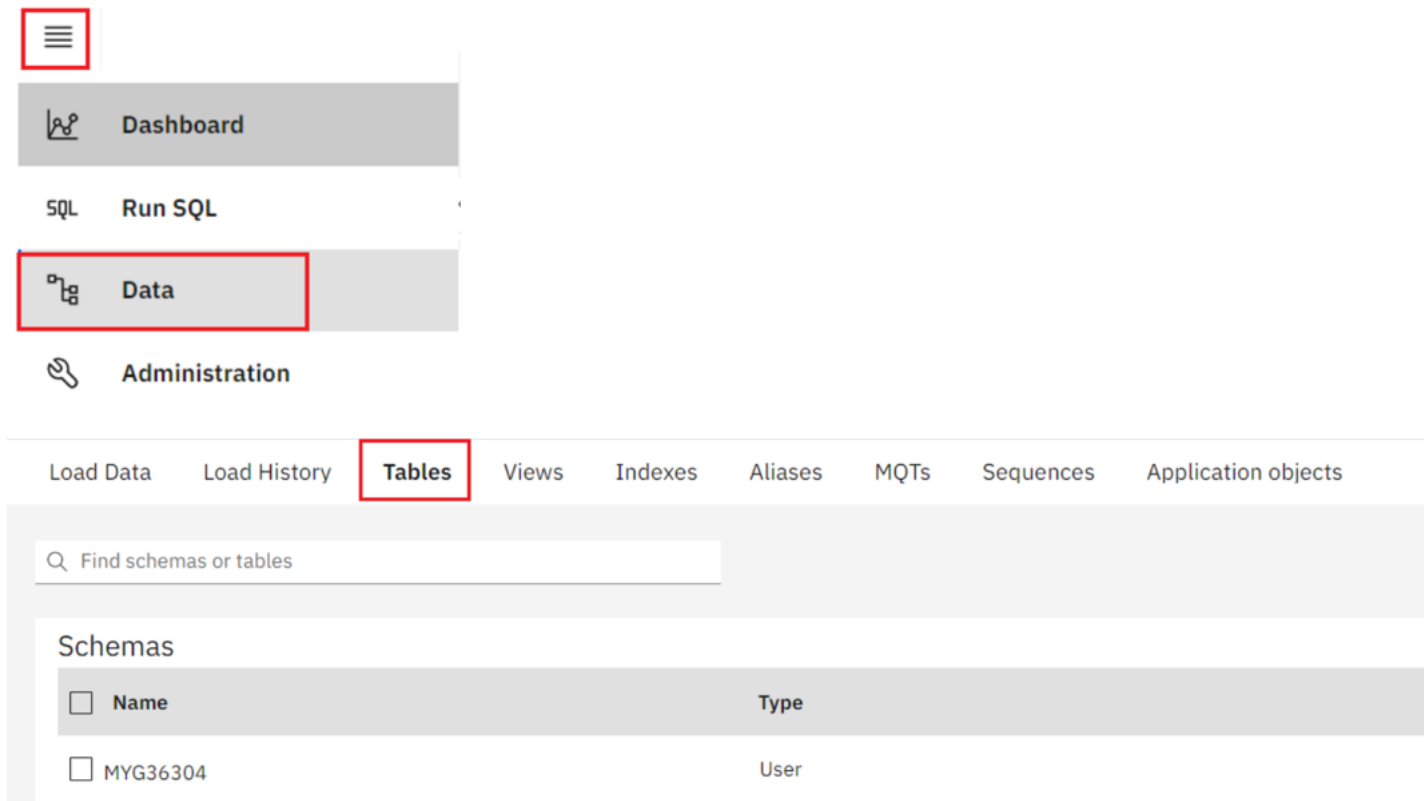 Dashboard
SQL Run SQL
Data
Administration
Load Data Load History Tables Views Indexes Aliases MQTs Sequences Application objects
Find schemas or tables
Schemas
Name Type
MYG36304 User